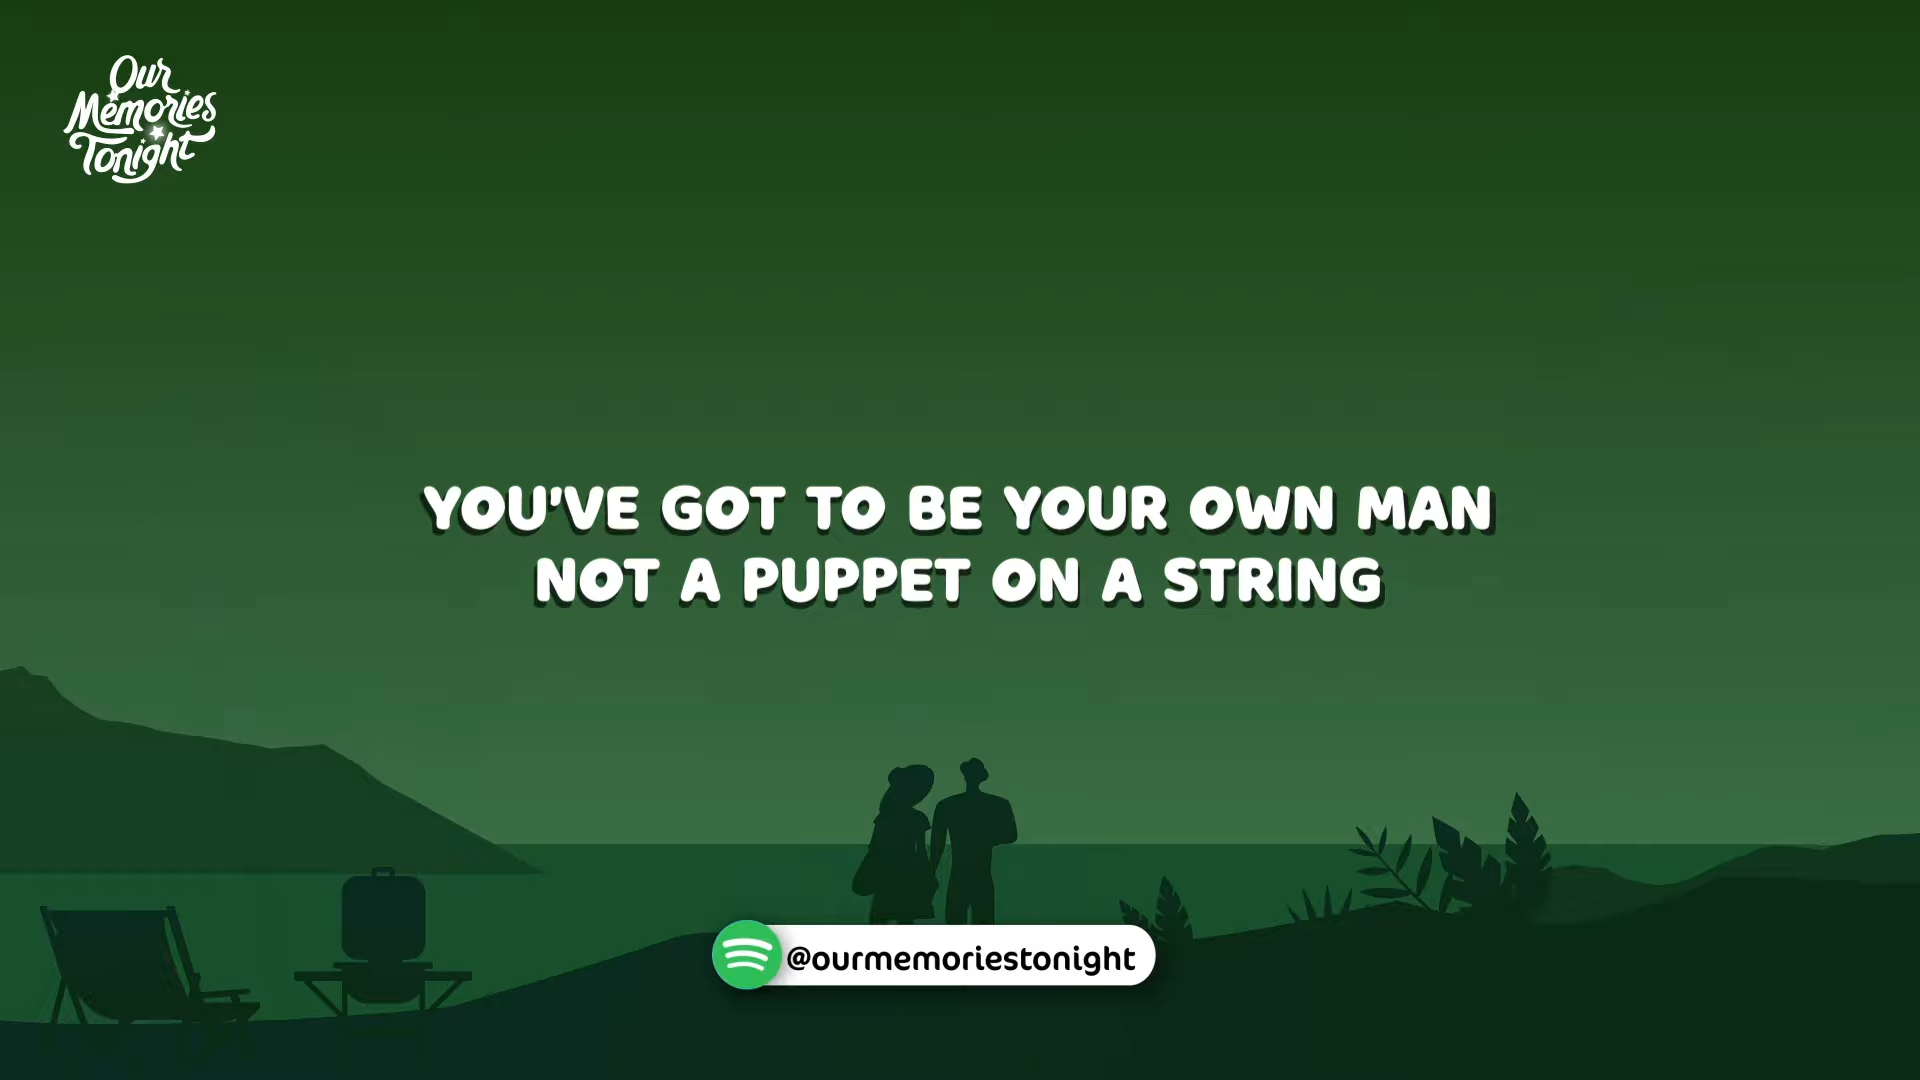 Our
Memories
Tonight
YOU'VE GOT TO BE YOUR OWN MAN
NOT A PUPPET ON A STRING
@ourmemoriestonight